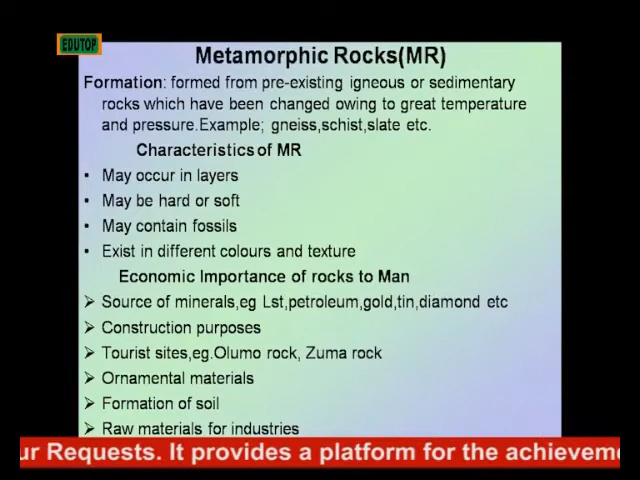 EDUTOP
Metamorphic Rocks(MR)
Formation: formed from pre-existing igneous or sedimentary
rocks which have been changed owing to great temperature
and pressure.Example; gneiss,schist,slate etc.
Characteristics of MR
• May occur in layers
• May be hard or soft
• May contain fossils
• Exist in different colours and texture
Economic Importance of rocks to Man
➢ Source of minerals,eg Lst,petroleum,gold,tin,diamond etc
➢ Construction purposes
➢ Tourist sites,eg.Olumo rock, Zuma rock
➢ Ornamental materials
➢ Formation of soil
➢ Raw materials for industries
ur Requests. It provides a platform for the achieveme